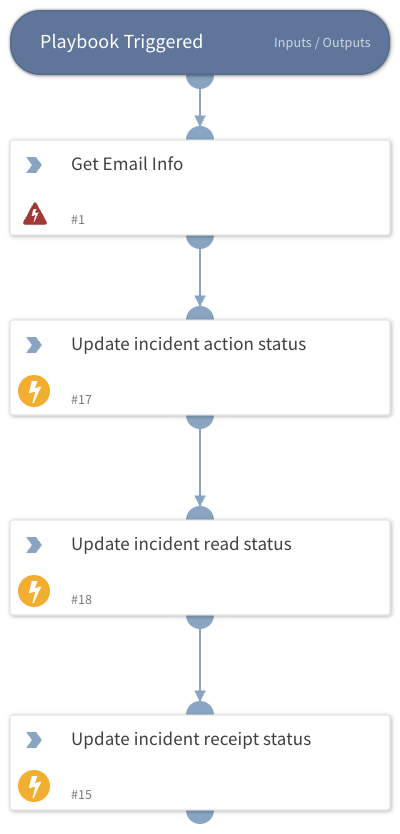 Playbook Triggered
Inputs / Outputs
Get Email Info
#1
Update incident action status
#17
Update incident read status
#18
Update incident receipt status
#15